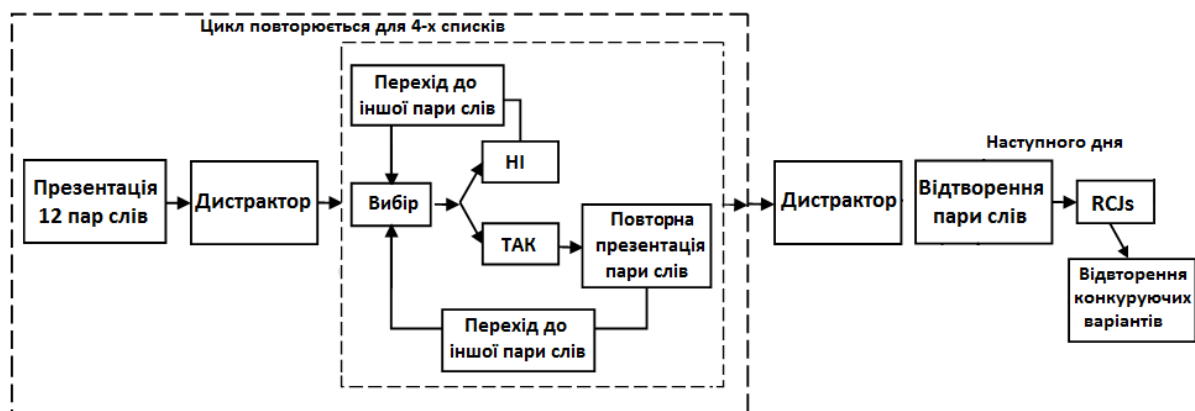 Цикл повторюється для 4-х списків
Перехід до
іншої пари слів
Презентація
12 пар слів
Дистрактор
Вибір
НІ
ТАК
Повторна
презентація
пари слів
Перехід до
іншої пари слів
Дистрактор
Наступного дня
Відтворення
пари слів
RCJs
Відвторення
конкуруючих
варіантів